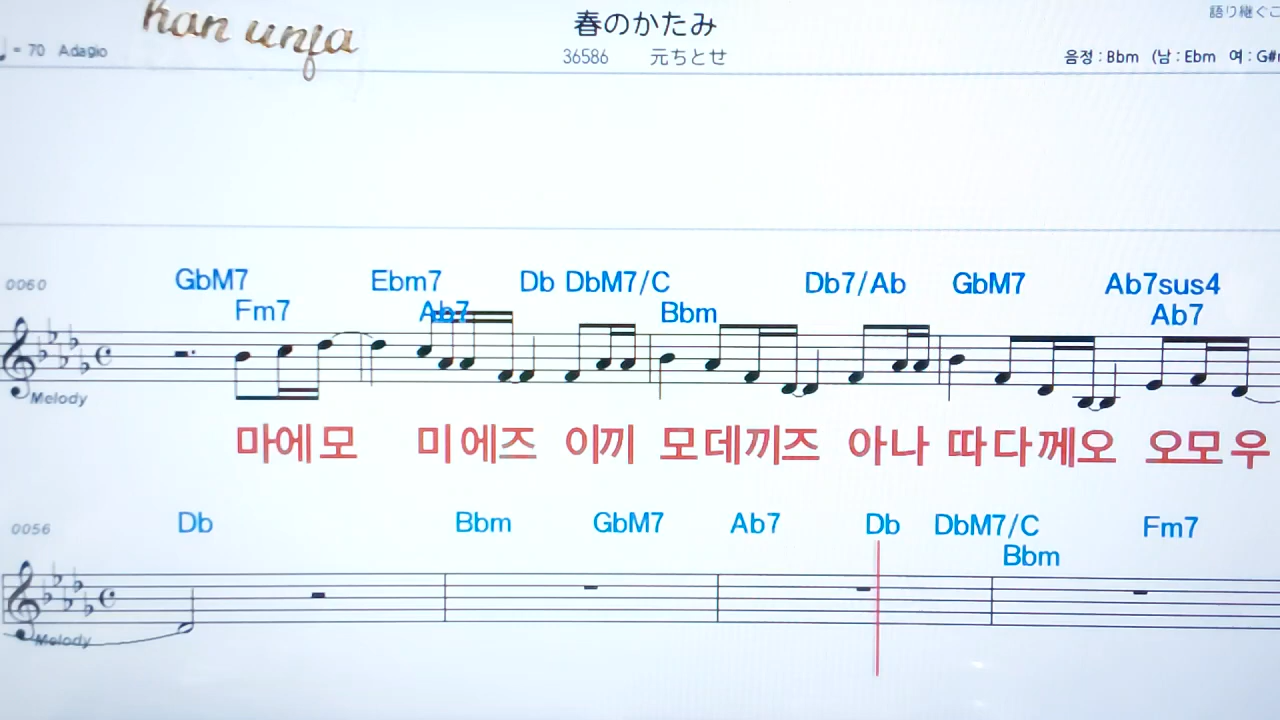 han unja
春のかたみ
語り継ぐこ
= 70 Adagio
36586 元ちとせ
음정 : Bbm (남 : Ebm 여 : G#
0060 GbM7 Ebm7 Db DbM7/C Db7/Ab GbM7 Ab7sus4
Fm7 Ab7 Bbm Ab7
Melody
마에모 미에즈 이끼 모데끼즈 아나 따다께오 오모우
0056 Db Bbm GbM7 Ab7 Db DbM7/C Fm7
Bbm
Melody